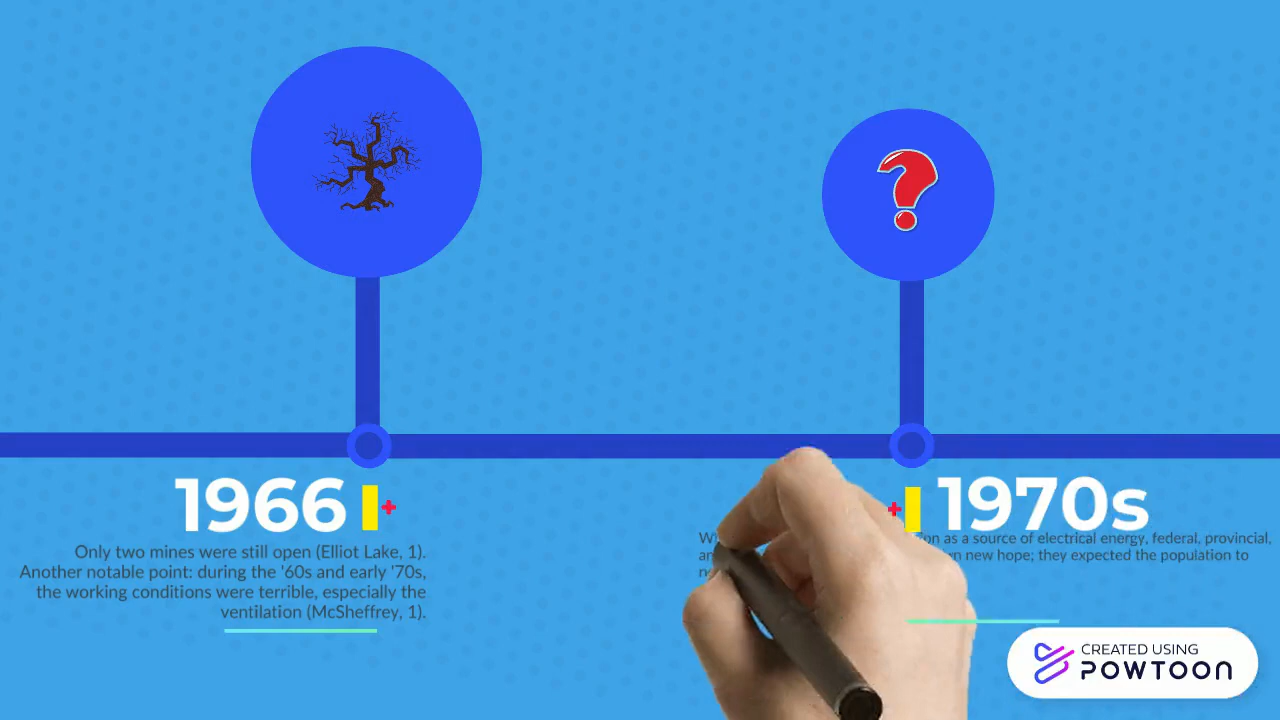 1966
Only two mines were still open (Elliot Lake, 1).
Another notable point: during the '60s and early '70s,
the working conditions were terrible, especially the
ventilation (McSheffrey, 1).
1970s
as a source of electrical energy, federal, provincial,
new hope; they expected the population to
CREATED USING
POWTOON